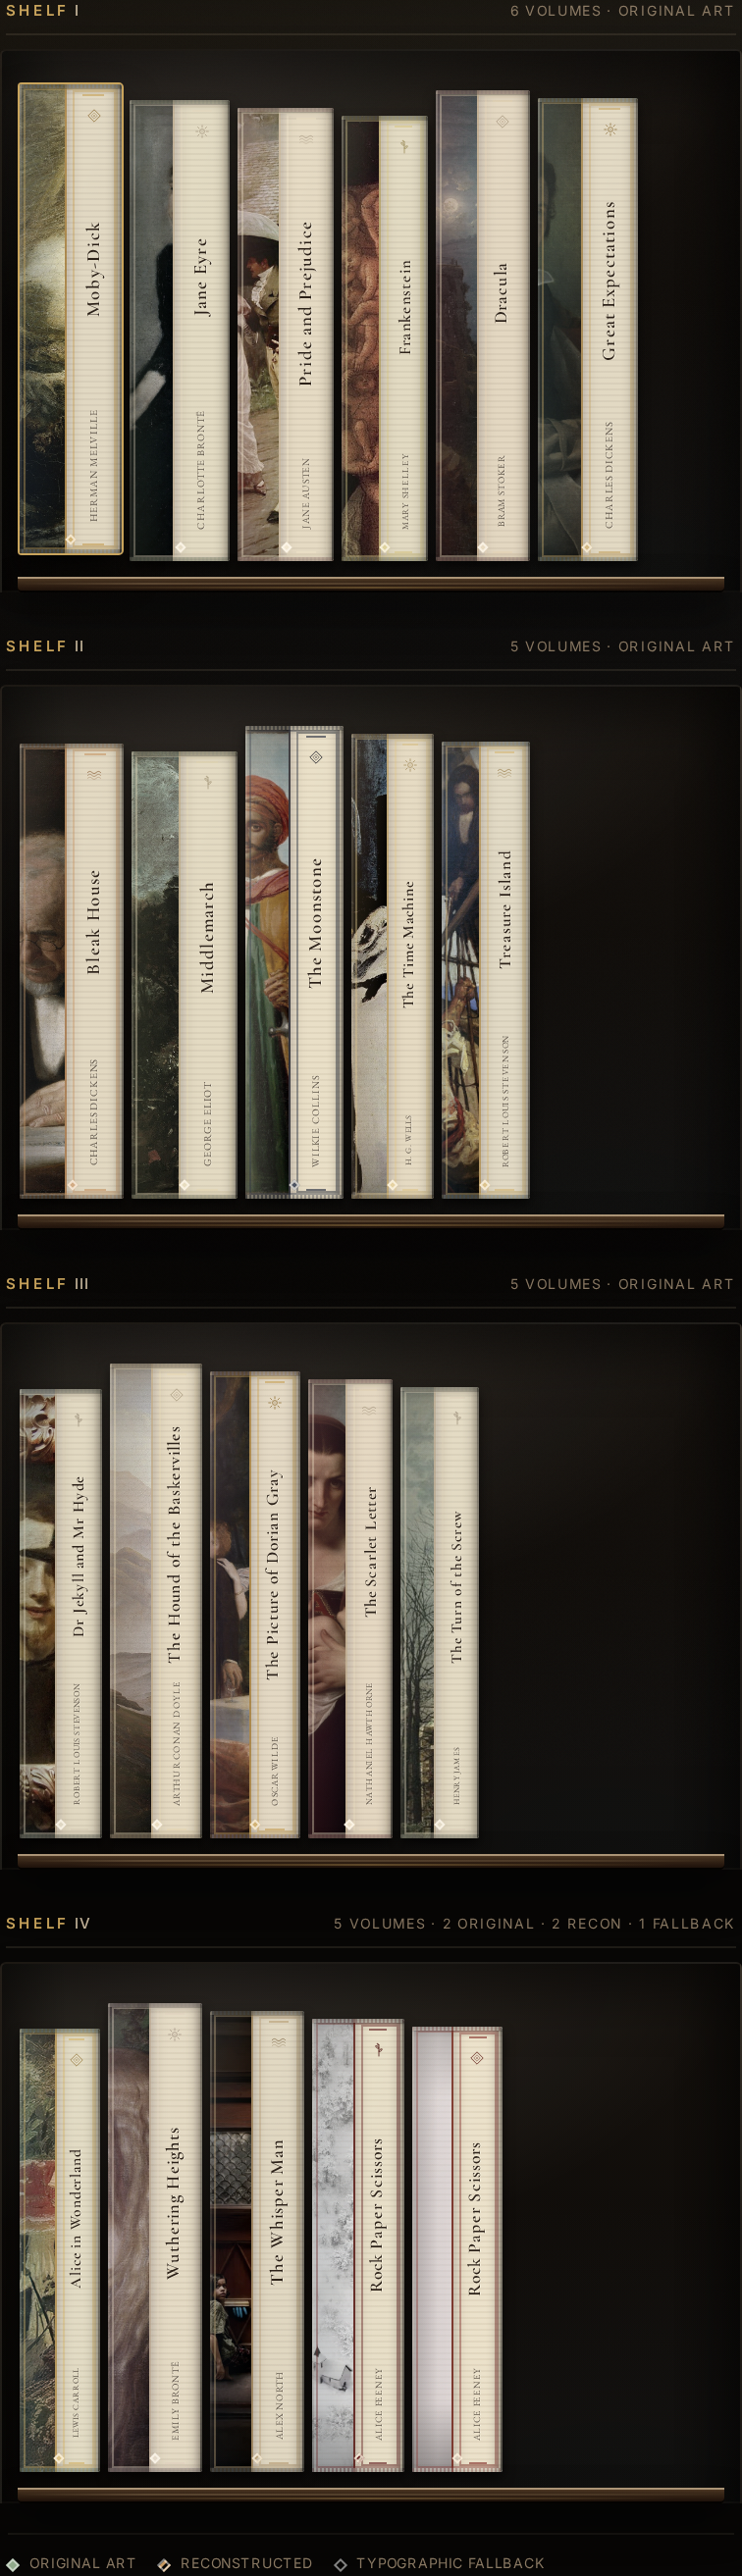 SHELF I
6 VOLUMES · ORIGINAL ART
Moby-Dick
HERMAN MELVILLE
Jane Eyre
CHARLOTTE BRONTË
Pride and Prejudice
JANE AUSTEN
Frankenstein
MARY SHELLEY
Dracula
BRAM STOKER
Great Expectations
CHARLES DICKENS
SHELF II
5 VOLUMES · ORIGINAL ART
Bleak House
CHARLES DICKENS
Middlemarch
GEORGE ELIOT
The Moonstone
WILKIE COLLINS
The Time Machine
H. G. WELLS
Treasure Island
ROBERT LOUIS STEVENSON
SHELF III
5 VOLUMES · ORIGINAL ART
Dr Jekyll and Mr Hyde
ROBERT LOUIS STEVENSON
The Hound of the Baskervilles
ARTHUR CONAN DOYLE
The Picture of Dorian Gray
OSCAR WILDE
The Scarlet Letter
NATHANIEL HAWTHORNE
The Turn of the Screw
HENRY JAMES
SHELF IV
5 VOLUMES · 2 ORIGINAL · 2 RECON · 1 FALLBACK
Alice in Wonderland
LEWIS CARROLL
Wuthering Heights
EMILY BRONTË
The Whisper Man
ALEX NORTH
Rock Paper Scissors
ALICE FEENEY
Rock Paper Scissors
ALICE FEENEY
ORIGINAL ART
RECONSTRUCTED
TYPOGRAPHIC FALLBACK